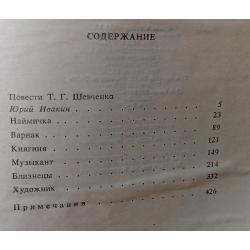 СОДЕРЖАНИЕ
Повести Т. Г. Шевченко
Юрий Ивакин . . . . . . . . . . 5
Наймичка . . . . . . . . . . 23
Варнак . . . . . . . . . . 89
Княгиня . . . . . . . . . . 121
Музыкант . . . . . . . . . . 149
Близнецы . . . . . . . . . . 214
Художник . . . . . . . . . . 332
Примечания . . . . . . . . . . 426